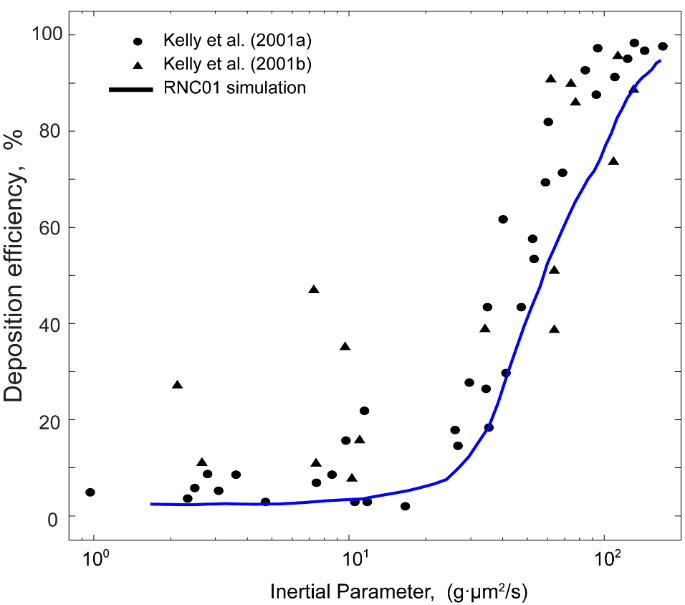 100
80
60
40
20
0
Deposition efficiency, %
Kelly et al. (2001a)
Kelly et al. (2001b)
RNC01 simulation
10⁰
10¹
10²
Inertial Parameter, (g·μm²/s)